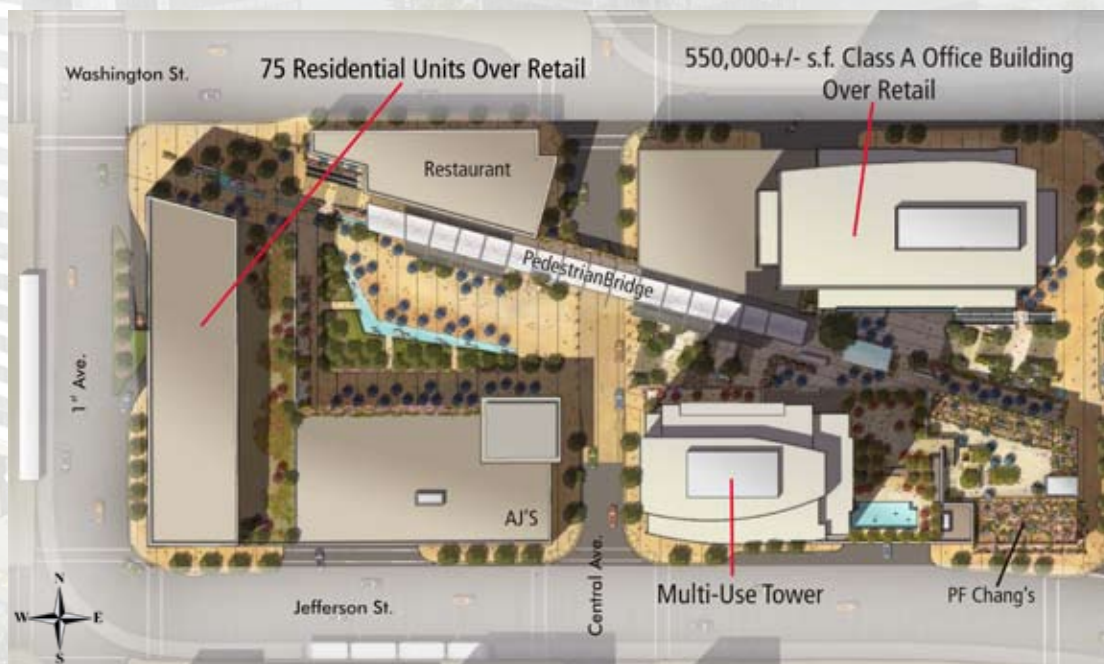 Washington St.
75 Residential Units Over Retail
550,000+/- s.f. Class A Office Building
Over Retail
Restaurant
PedestrianBridge
1st Ave.
AJ'S
Central Ave.
Multi-Use Tower
PF Chang's
Jefferson St.
N
W
E
S